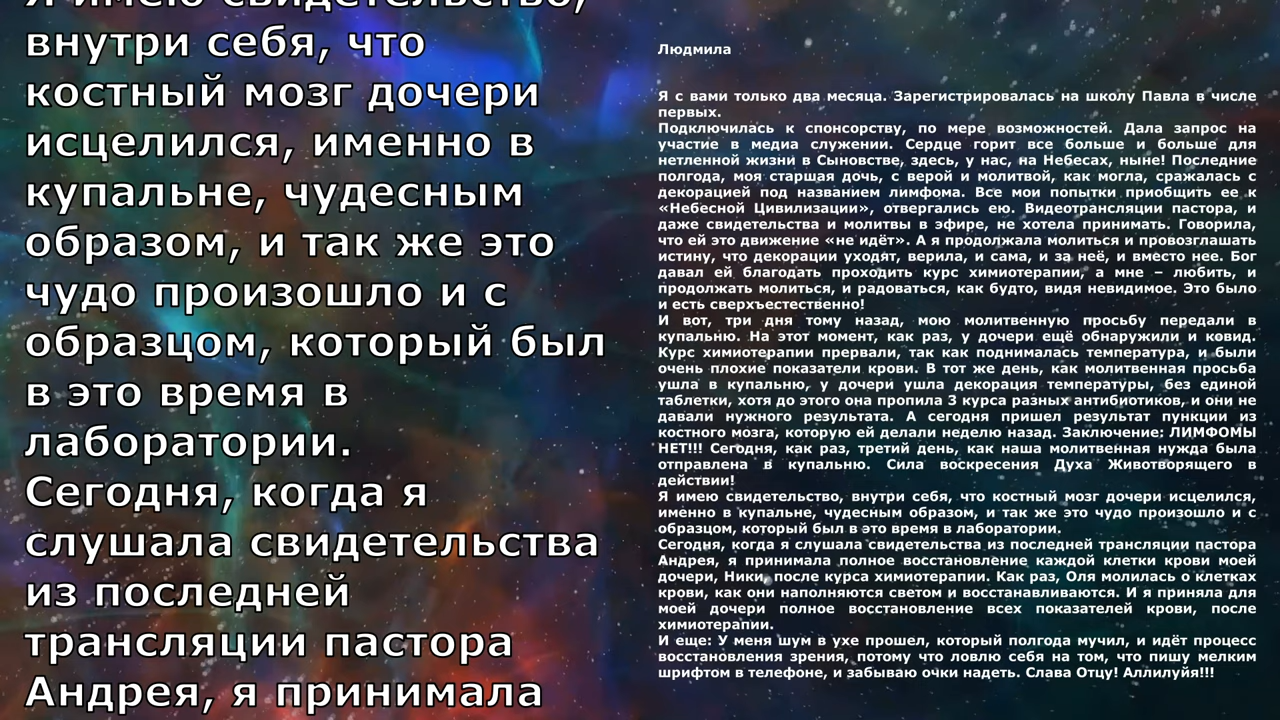 Я имею свидетельство,
внутри себя, что
костный мозг дочери
исцелился, именно в
купальне, чудесным
образом, и так же это
чудо произошло и с
образцом, который был
в это время в
лаборатории.
Сегодня, когда я
слушала свидетельства
из последней
трансляции пастора
Андрея, я принимала
Людмила
Я с вами только два месяца. Зарегистрировалась на школу Павла в числе
первых.
Подключилась к спонсорству, по мере возможностей. Дала запрос на
участие в медиа служении. Сердце горит все больше и больше для
нетленной жизни в Сыновстве, здесь, у нас, на Небесах, ныне! Последние
полгода, моя старшая дочь, с верой и молитвой, как могла, сражалась с
декорацией под названием лимфома. Все мои попытки приобщить ее к
«Небесной Цивилизации», отвергались ею. Видеотрансляции пастора, и
даже свидетельства и молитвы в эфире, не хотела принимать. Говорила,
что ей это движение «не идёт». А я продолжала молиться и провозглашать
истину, что декорации уходят, верила, и сама, и за неё, и вместо нее. Бог
давал ей благодать проходить курс химиотерапии, а мне – любить, и
продолжать молиться, и радоваться, как будто, видя невидимое. Это было
и есть сверхъестественно!
И вот, три дня тому назад, мою молитвенную просьбу передали в
купальню. На этот момент, как раз, у дочери ещё обнаружили и ковид.
Курс химиотерапии прервали, так как поднималась температура, и были
очень плохие показатели крови. В тот же день, как молитвенная просьба
ушла в купальню, у дочери ушла декорация температуры, без единой
таблетки, хотя до этого она пропила 3 курса разных антибиотиков, и они не
давали нужного результата. А сегодня пришел результат пункции из
костного мозга, которую ей делали неделю назад. Заключение: ЛИМФОМЫ
НЕТ!!! Сегодня, как раз, третий день, как наша молитвенная нужда была
отправлена в купальню. Сила воскресения Духа Животворящего в
действии!
Я имею свидетельство, внутри себя, что костный мозг дочери исцелился,
именно в купальне, чудесным образом, и так же это чудо произошло и с
образцом, который был в это время в лаборатории.
Сегодня, когда я слушала свидетельства из последней трансляции пастора
Андрея, я принимала полное восстановление каждой клетки крови моей
дочери, Ники, после курса химиотерапии. Как раз, Оля молилась о клетках
крови, как они наполняются светом и восстанавливаются. И я приняла для
моей дочери полное восстановление всех показателей крови, после
химиотерапии.
И еще: У меня шум в ухе прошел, который полгода мучил, и идёт процесс
восстановления зрения, потому что ловлю себя на том, что пишу мелким
шрифтом в телефоне, и забываю очки надеть. Слава Отцу! Аллилуйя!!!